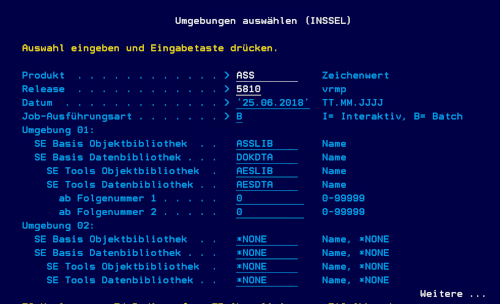 Umgebungen auswählen (INSSEL)
Auswahl eingeben und Eingabetaste drücken.
Produkt . . . . . . . . . . . . > ASS Zeichenwert
Release . . . . . . . . . . . . > 5810 vrmp
Datum . . . . . . . . . . . . . > '25.06.2018' TT.MM.JJJJ
Job-Ausführungsart . . . . . . . > B I= Interaktiv, B= Batch
Umgebung 01:
SE Basis Objektbibliothek . . ASSLIB Name
SE Basis Datenbibliothek . . . DOKDTA Name
SE Tools Objektbibliothek . . AESLIB Name
SE Tools Datenbibliothek . . . AESDTA Name
ab Folgenummer 1 . . . . . 0 0-99999
ab Folgenummer 2 . . . . . 0 0-99999
Umgebung 02:
SE Basis Objektbibliothek . . *NONE Name, *NONE
SE Basis Datenbibliothek . . . *NONE Name, *NONE
SE Tools Objektbibliothek . . *NONE Name, *NONE
SE Tools Datenbibliothek . . . *NONE Name, *NONE
Weitere ...